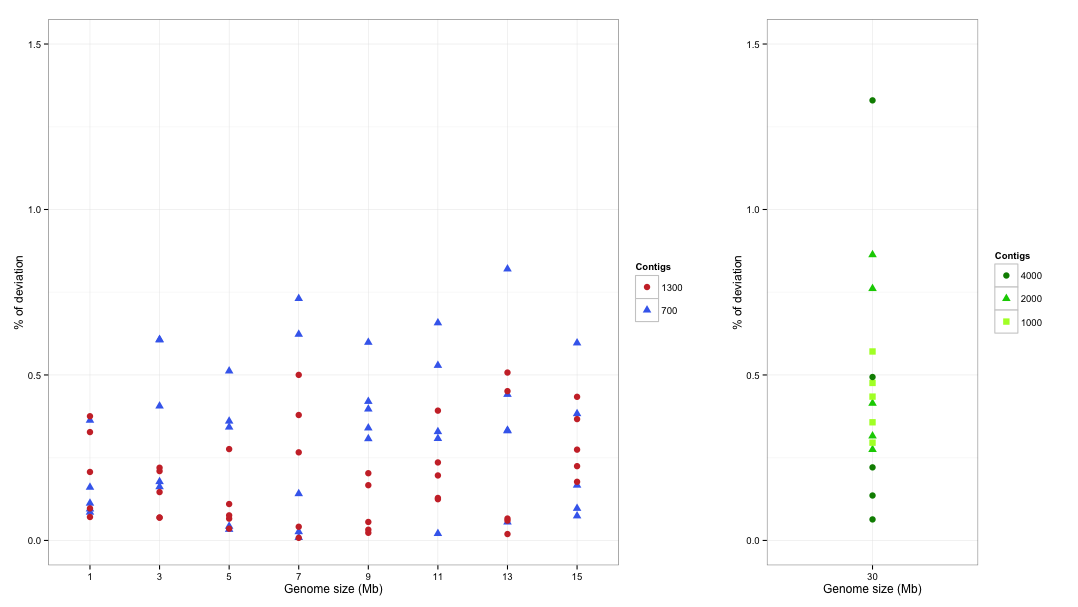 1.5
1.0
0.5
0.0
% of deviation
1 3 5 7 9 11 13 15
Genome size (Mb)
Contigs
1300
700
1.5
1.0
0.5
0.0
% of deviation
30
Genome size (Mb)
Contigs
4000
2000
1000